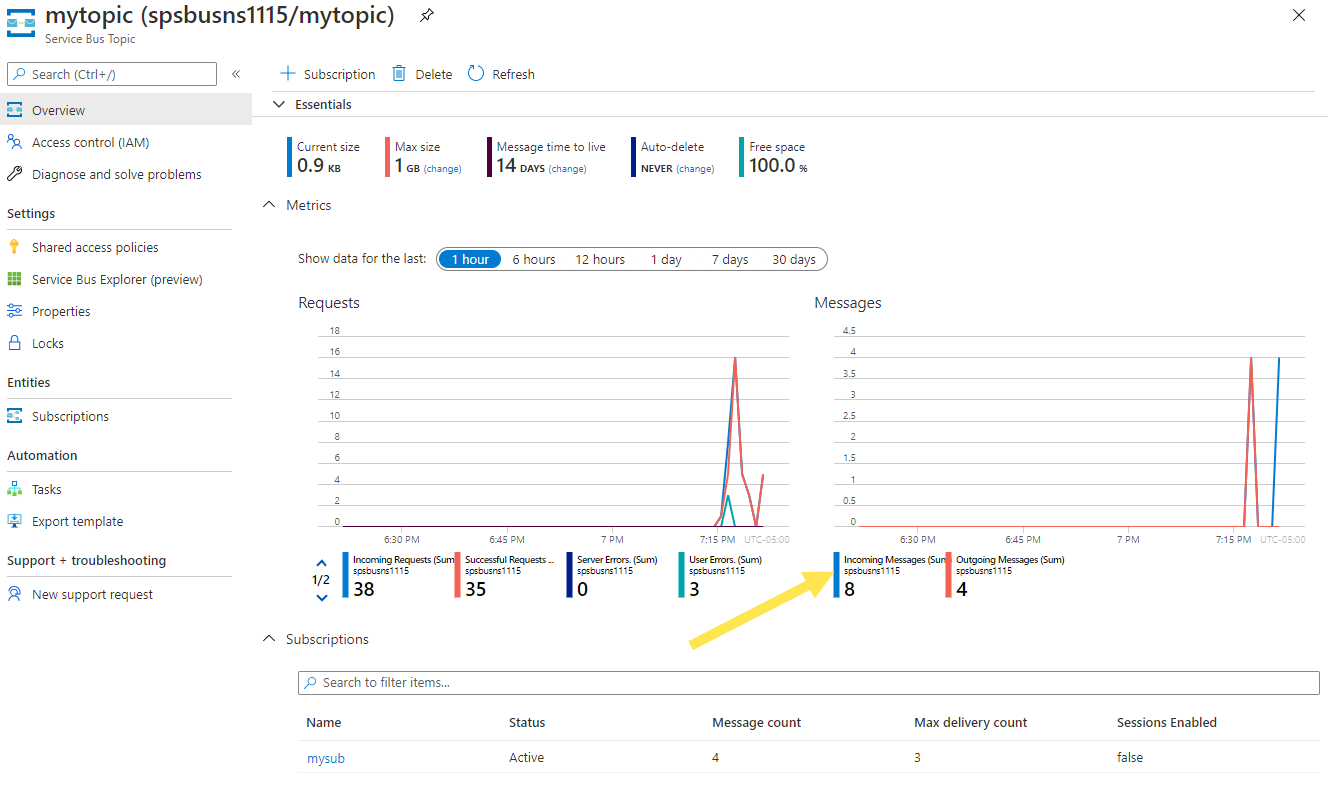 mytopic (spsbusns1115/mytopic)
Service Bus Topic
Search (Ctrl+/)
«
Subscription Delete Refresh
Essentials
Overview
Access control (IAM)
Diagnose and solve problems
Settings
Shared access policies
Service Bus Explorer (preview)
Properties
Locks
Entities
Subscriptions
Automation
Tasks
Export template
Support + troubleshooting
New support request
Current size
0.9 KB
Max size
1 GB (change)
Message time to live
14 DAYS (change)
Auto-delete
NEVER (change)
Free space
100.0 %
Metrics
Show data for the last: 1 hour 6 hours 12 hours 1 day 7 days 30 days
Requests
18
16
14
12
10
8
6
4
2
0
6:30 PM 6:45 PM 7 PM 7:15 PM UTC-05:00
1/2
Incoming Requests (Sum)
spsbusns1115
38
Successful Requests ...
spsbusns1115
35
Server Errors. (Sum)
spsbusns1115
0
User Errors. (Sum)
spsbusns1115
3
Messages
4.5
4
3.5
3
2.5
2
1.5
1
0.5
0
6:30 PM 6:45 PM 7 PM 7:15 PM UTC-05:00
Incoming Messages (Sum)
spsbusns1115
8
Outgoing Messages (Sum)
spsbusns1115
4
Subscriptions
Search to filter items...
Name Status Message count Max delivery count Sessions Enabled
mysub Active 4 3 false